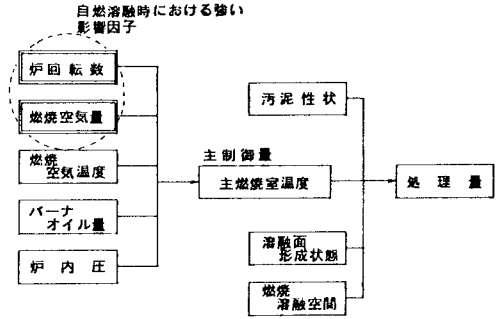 自燃溶融時における強い
影響因子
炉回転数
燃焼空気量
燃焼
空気温度
バーナ
オイル量
炉内圧
主制御量
主燃焼室温度
汚泥性状
溶融面
形成状態
燃焼
溶融空間
処理量